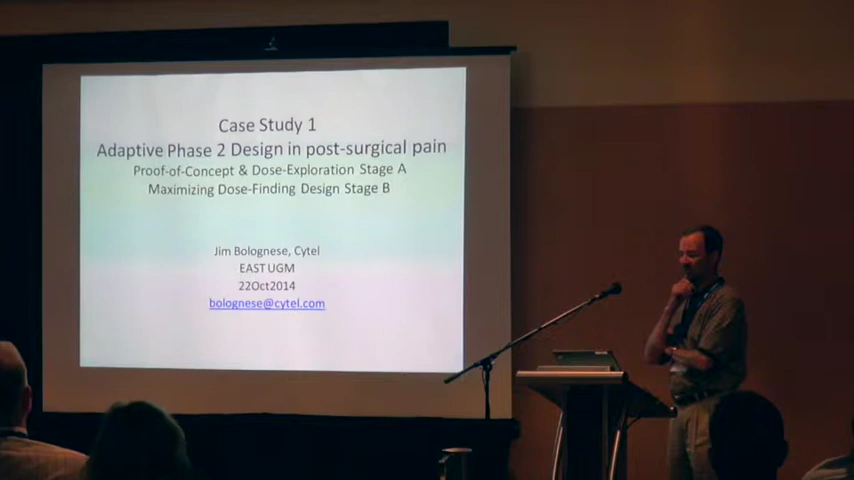 Case Study 1
Adaptive Phase 2 Design in post-surgical pain
Proof-of-Concept & Dose-Exploration Stage A
Maximizing Dose-Finding Design Stage B
Jim Bolognese, Cytel
EAST UGM
22Oct2014
bolognese@cytel.com